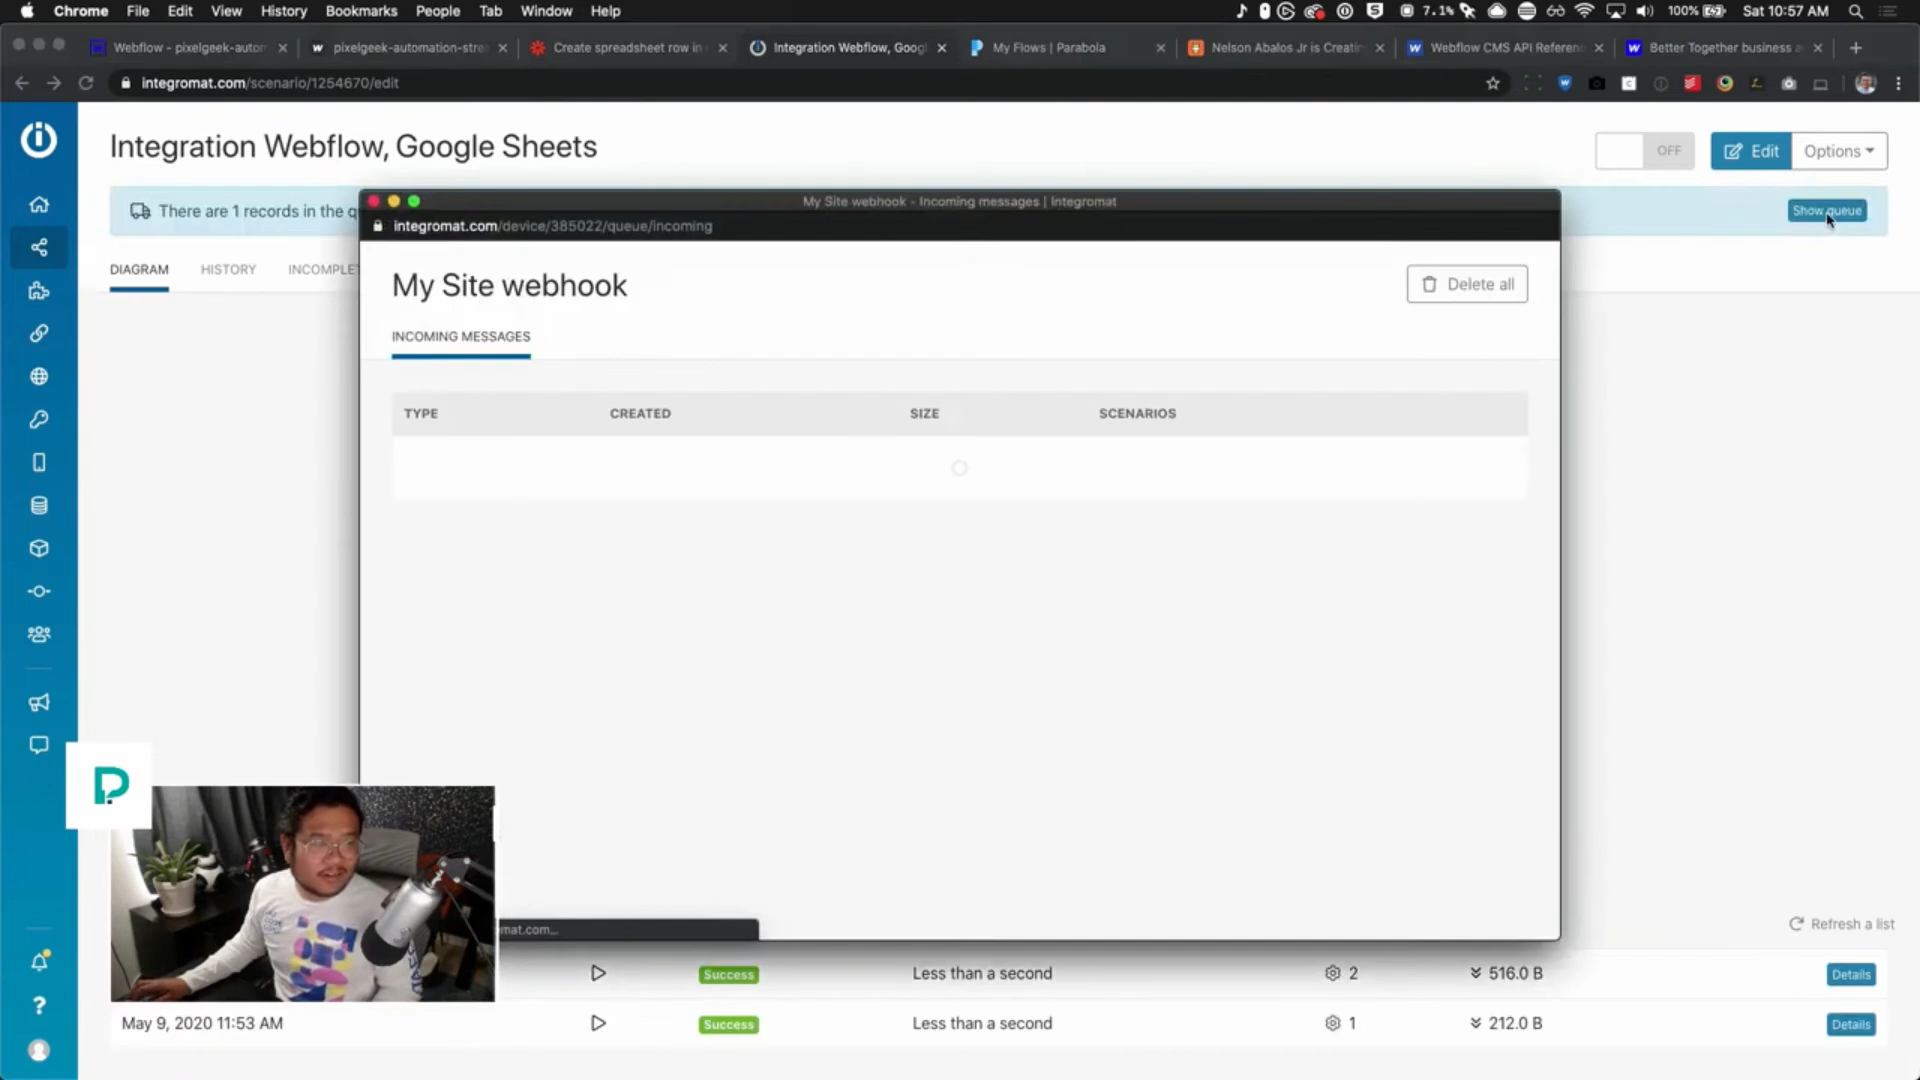 Chrome File Edit View History Bookmarks People Tab Window Help
7.1% 100% Sat 10:57 AM
Webflow - pixelgeek-autom
pixelgeek-automation-stre
Create spreadsheet row in
Integration Webflow, Googl
My Flows | Parabola
Nelson Abalos Jr is Creatin
Webflow CMS API Referenc
Better Together business a
integromat.com/scenario/1254670/edit
Integration Webflow, Google Sheets
OFF
Edit
Options
There are 1 records in the q
Show queue
DIAGRAM
HISTORY
INCOMPLET
My Site webhook - Incoming messages | Integromat
integromat.com/device/385022/queue/incoming
My Site webhook
Delete all
INCOMING MESSAGES
TYPE CREATED SIZE SCENARIOS
mat.com...
Refresh a list
Success Less than a second 2 516.0 B Details
May 9, 2020 11:53 AM Success Less than a second 1 212.0 B Details